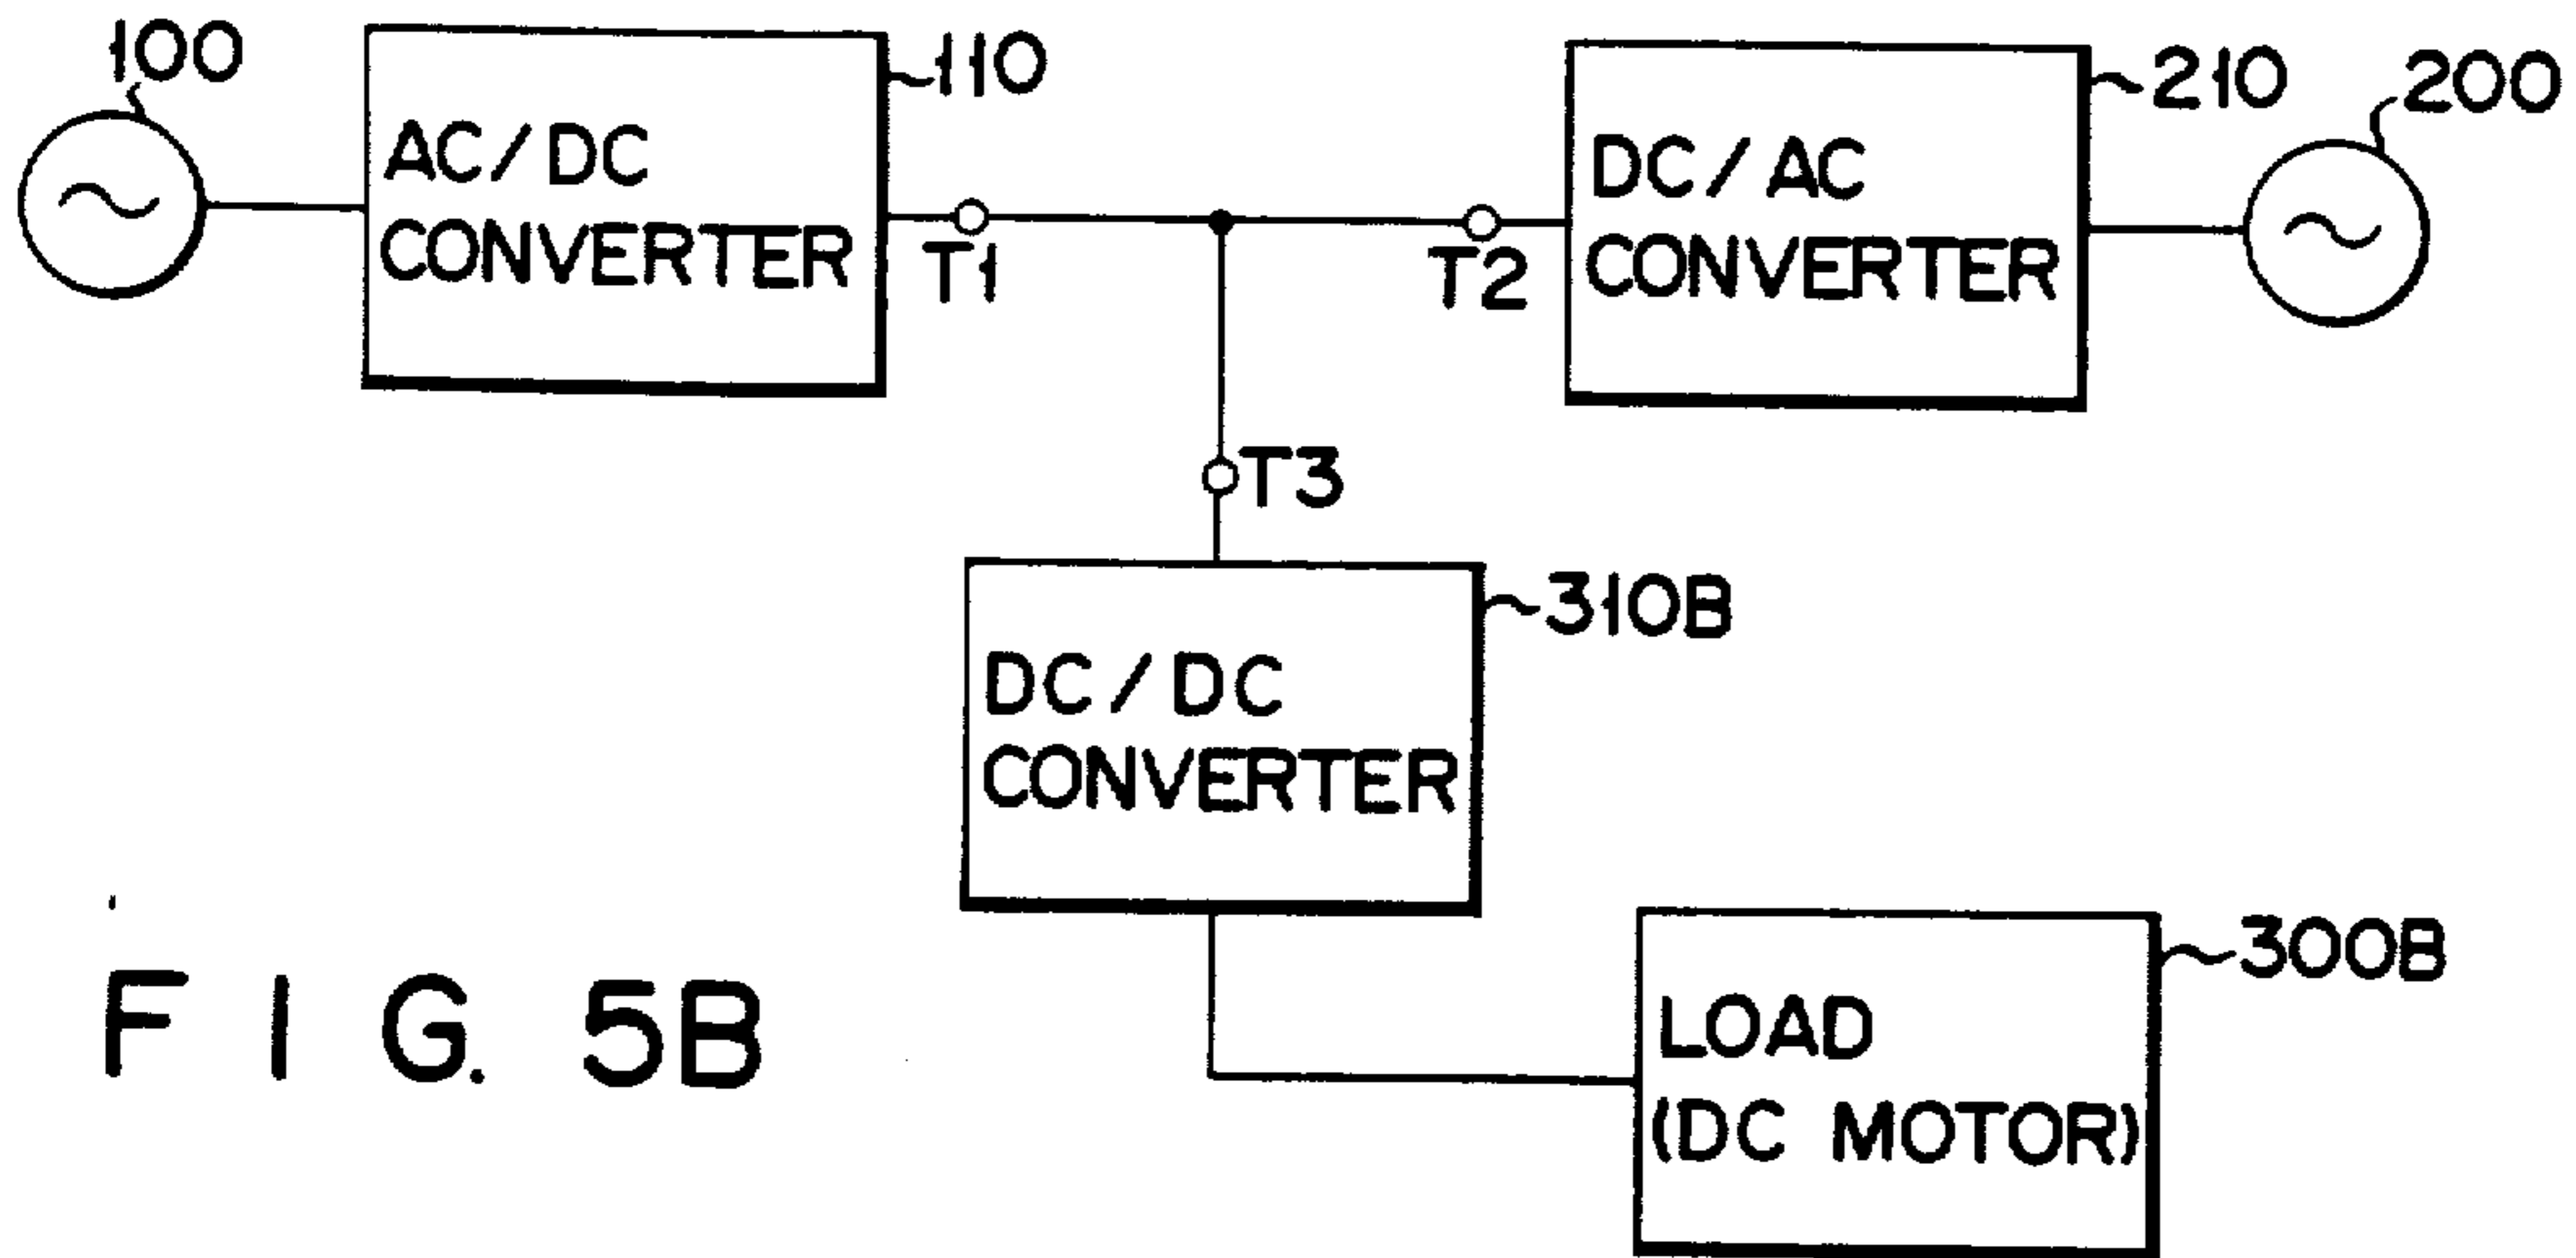 100
110
210
200
AC/DC
CONVERTER
DC/AC
CONVERTER
T1
T2
T3
310B
DC/DC
CONVERTER
300B
LOAD
(DC MOTOR)
FIG. 5B